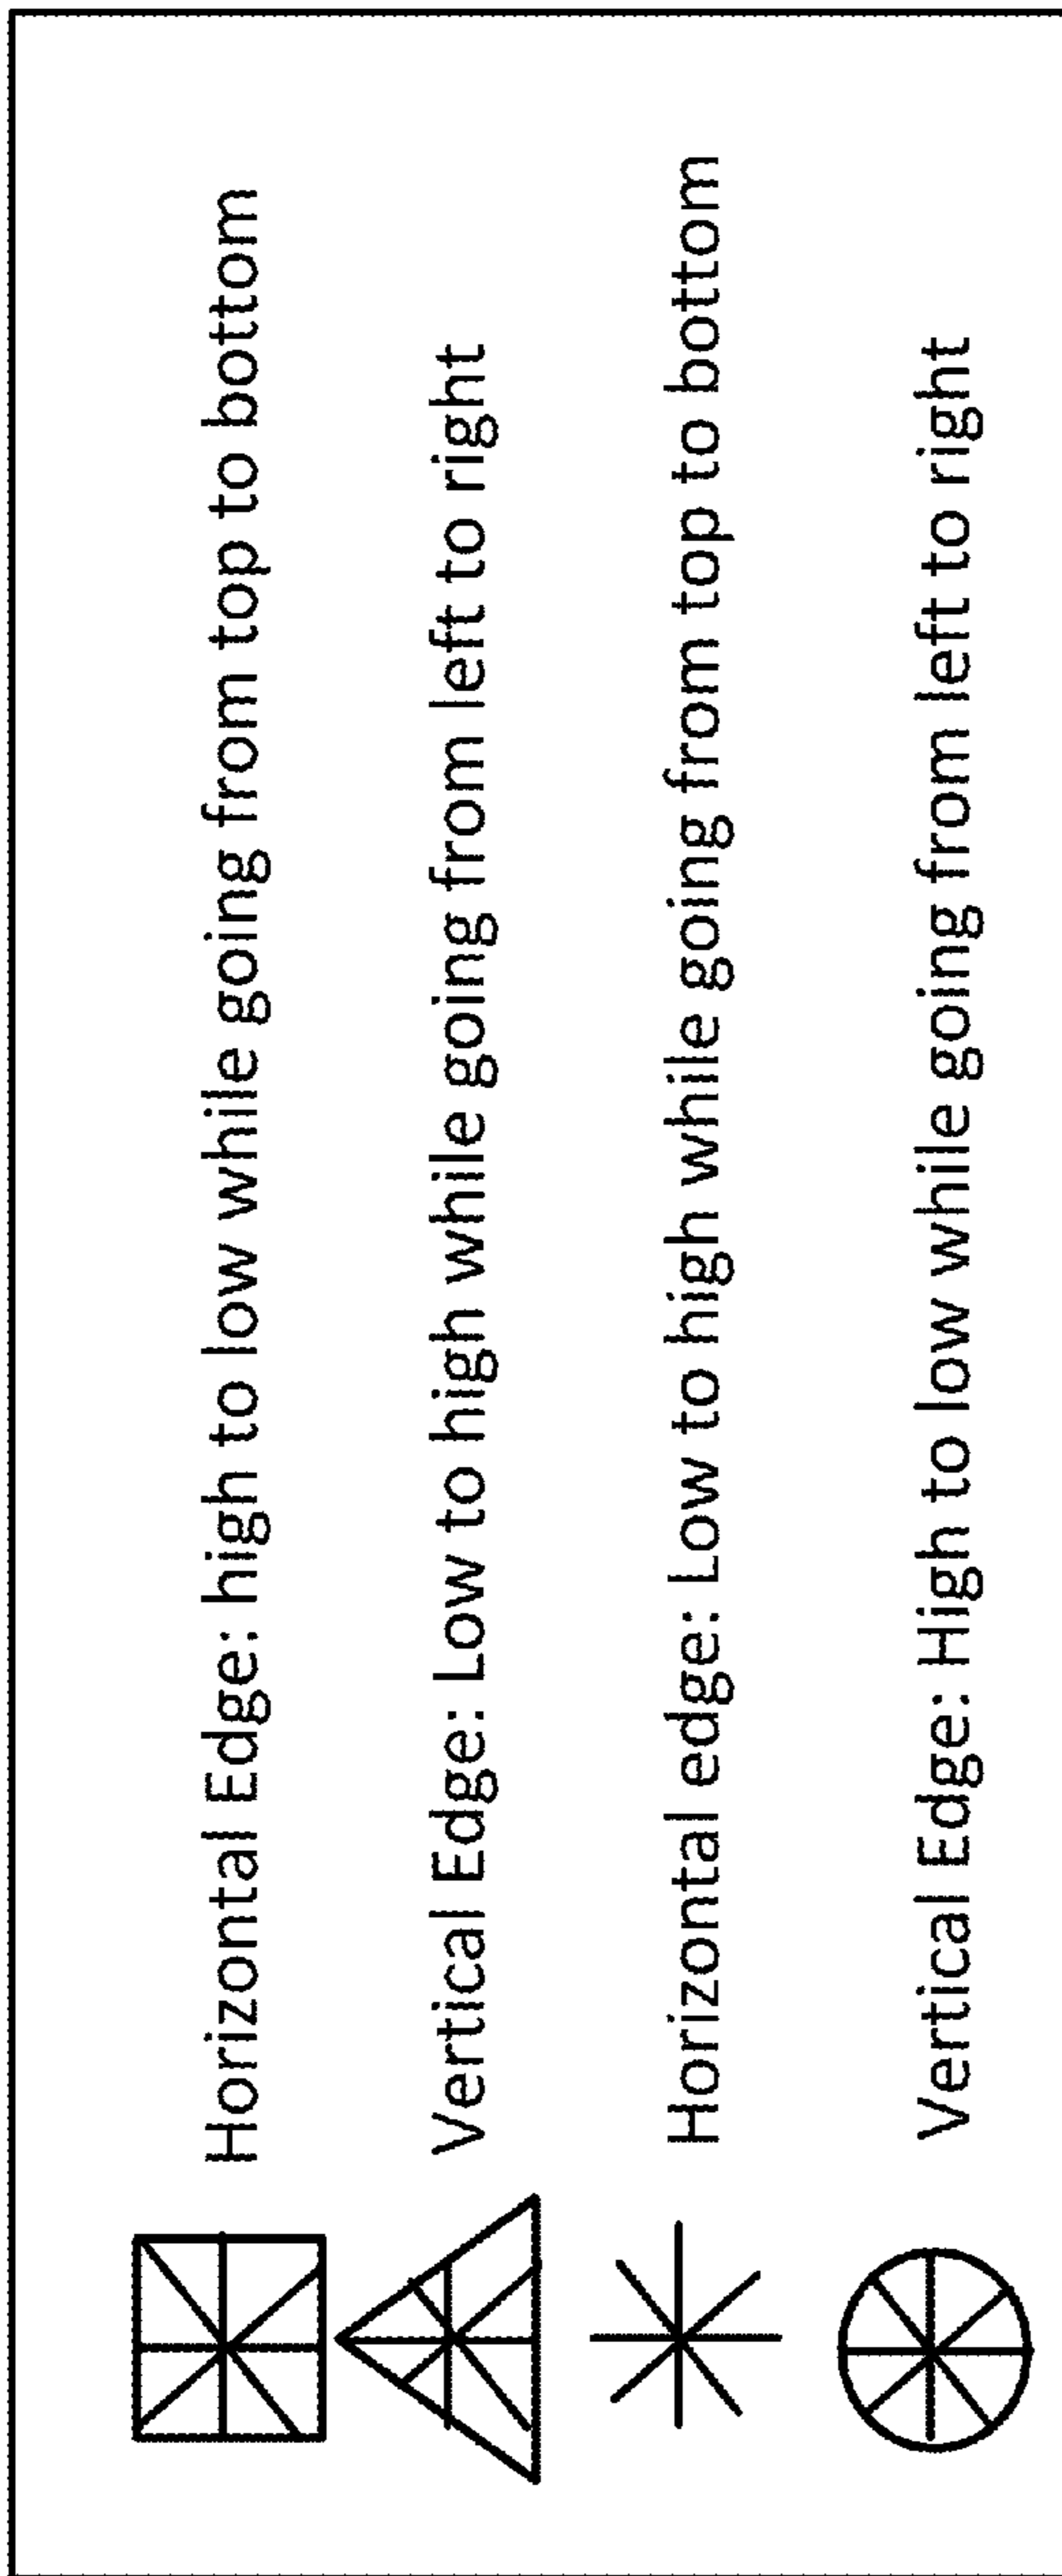 Horizontal Edge: high to low while going from top to bottom
Vertical Edge: Low to high while going from left to right
Horizontal edge: Low to high while going from top to bottom
Vertical Edge: High to low while going from left to right